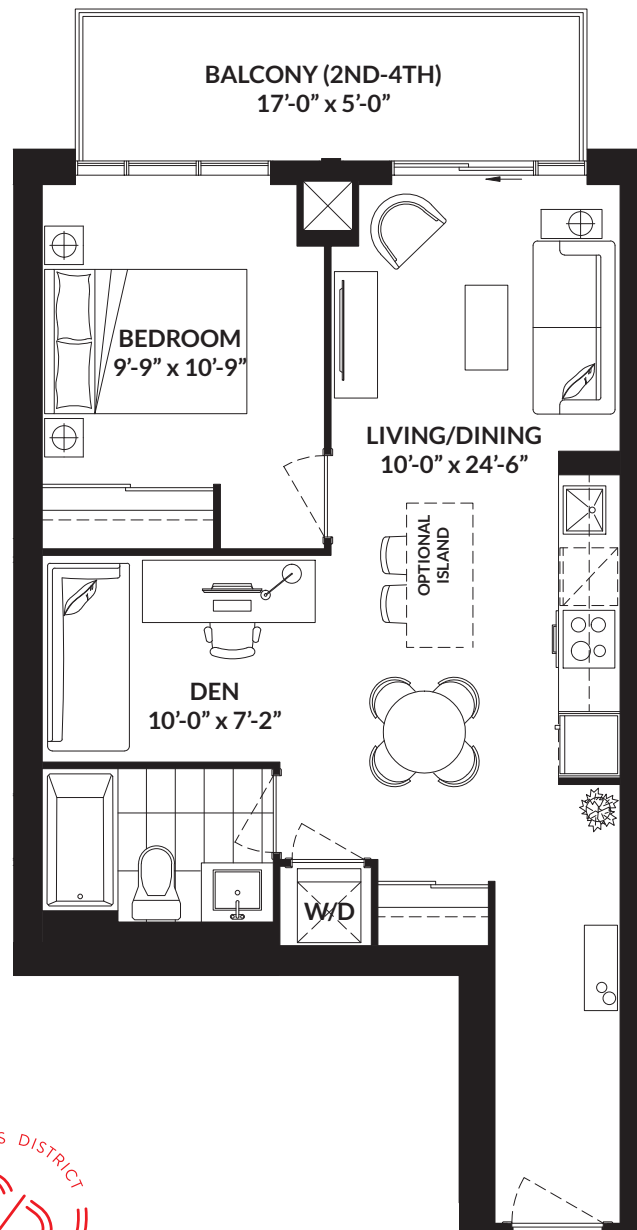 BALCONY (2ND-4TH)
17’-0” x 5’-0”
BEDROOM
9’-9” x 10’-9”
LIVING/DINING
10’-0” x 24’-6”
OPTIONAL
ISLAND
DEN
10’-0” x 7’-2”
W/D
DISTRICT